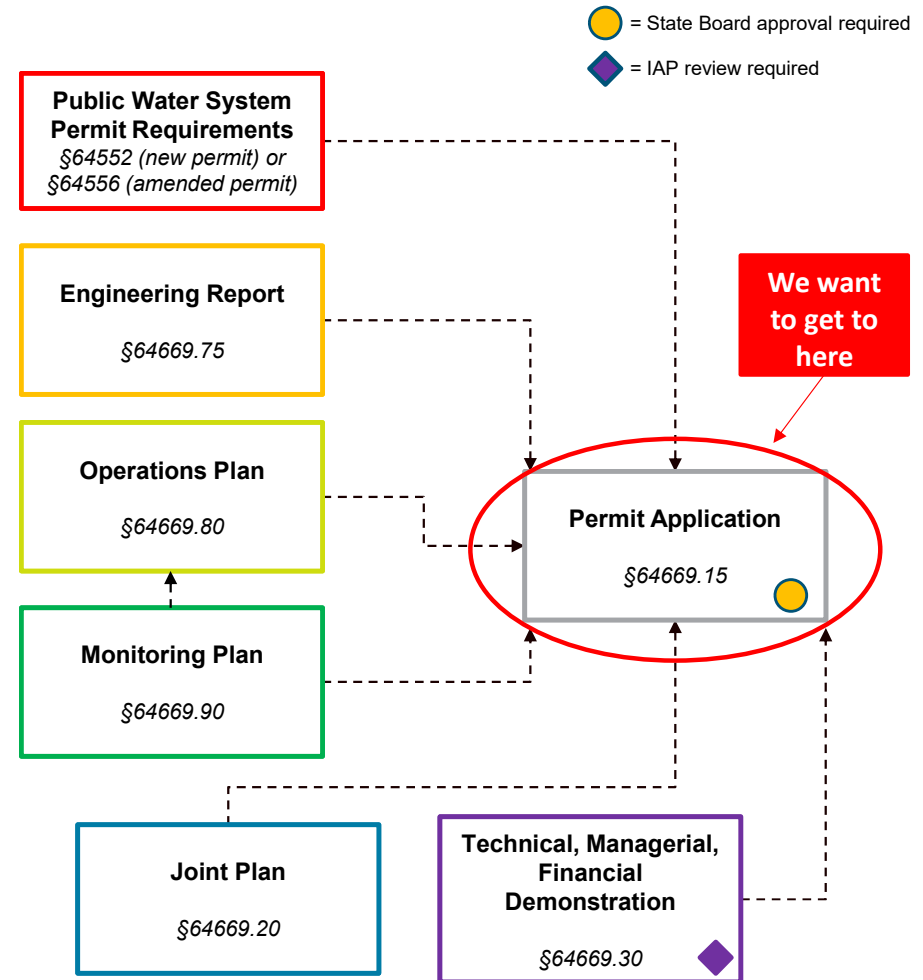 = State Board approval required
= IAP review required
Public Water System
Permit Requirements
§64552 (new permit) or
§64556 (amended permit)
Engineering Report
§64669.75
We want
to get to
here
Operations Plan
§64669.80
Permit Application
§64669.15
Monitoring Plan
§64669.90
Joint Plan
§64669.20
Technical, Managerial,
Financial
Demonstration
§64669.30